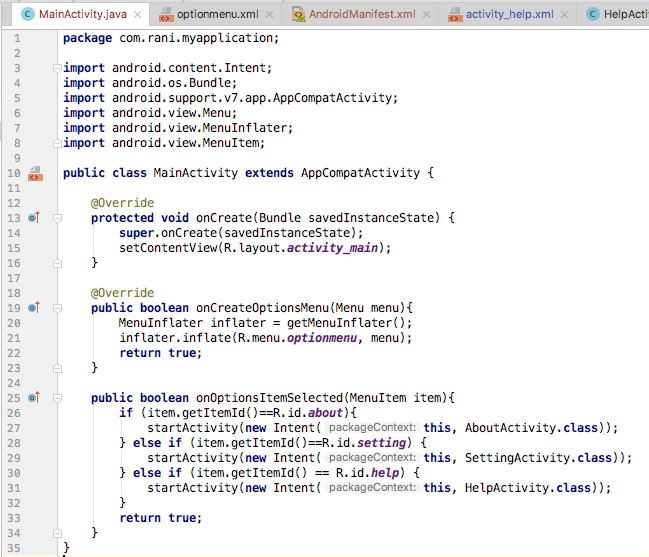 MainActivity.java × optionmenu.xml × AndroidManifest.xml × activity_help.xml × HelpActi
1 package com.rani.myapplication;
2
3 import android.content.Intent;
4 import android.os.Bundle;
5 import android.support.v7.app.AppCompatActivity;
6 import android.view.Menu;
7 import android.view.MenuInflater;
8 import android.view.MenuItem;
9
10 public class MainActivity extends AppCompatActivity {
11
12 @Override
13 protected void onCreate(Bundle savedInstanceState) {
14 super.onCreate(savedInstanceState);
15 setContentView(R.layout.activity_main);
16 }
17
18 @Override
19 public boolean onCreateOptionsMenu(Menu menu){
20 MenuInflater inflater = getMenuInflater();
21 inflater.inflate(R.menu.optionmenu, menu);
22 return true;
23 }
24
25 public boolean onOptionsItemSelected(MenuItem item){
26 if (item.getItemId()==R.id.about){
27 startActivity(new Intent( packageContext: this, AboutActivity.class));
28 } else if (item.getItemId()==R.id.setting) {
29 startActivity(new Intent( packageContext: this, SettingActivity.class));
30 } else if (item.getItemId() == R.id.help) {
31 startActivity(new Intent( packageContext: this, HelpActivity.class));
32 }
33 return true;
34 }
35 }